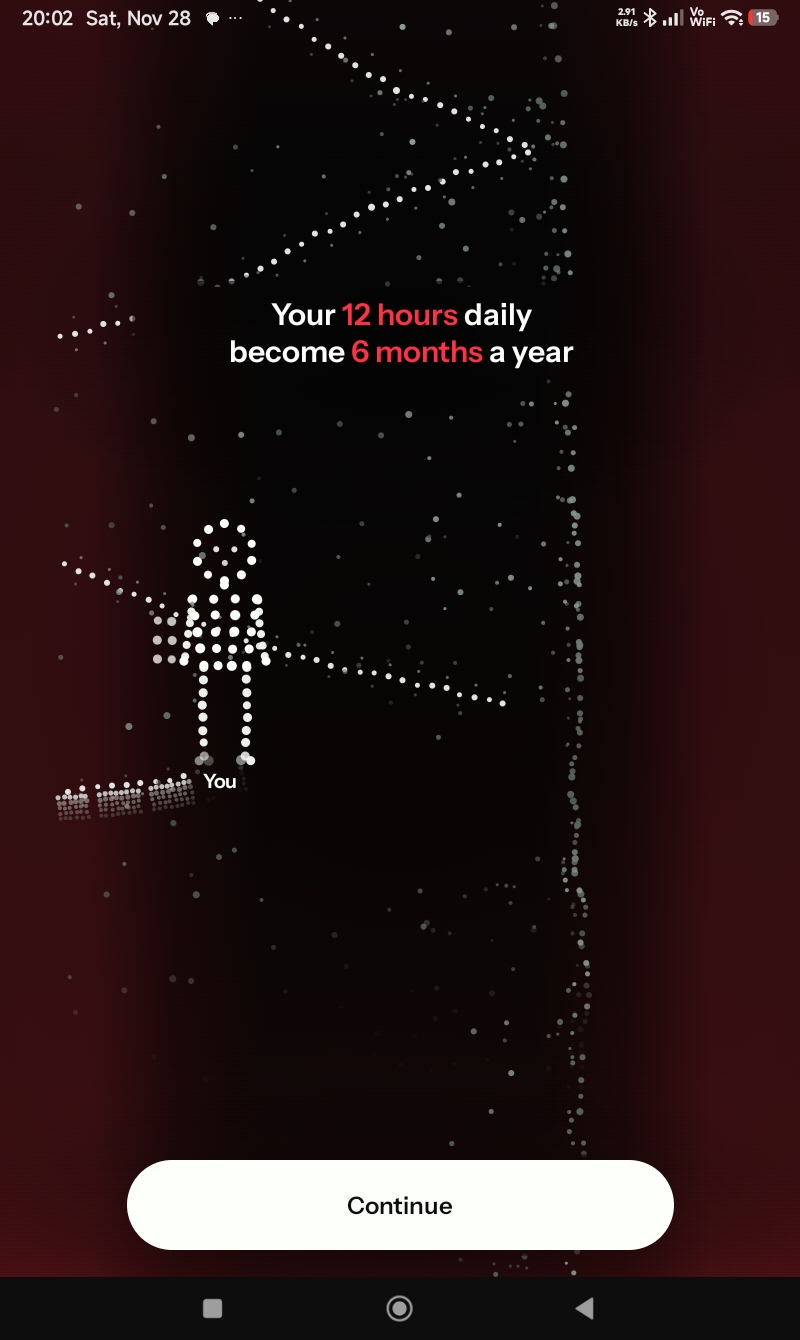 20:02 Sat, Nov 28 ... 2.91 KB/s Vo WiFi 15
Your 12 hours daily
become 6 months a year
You
Continue